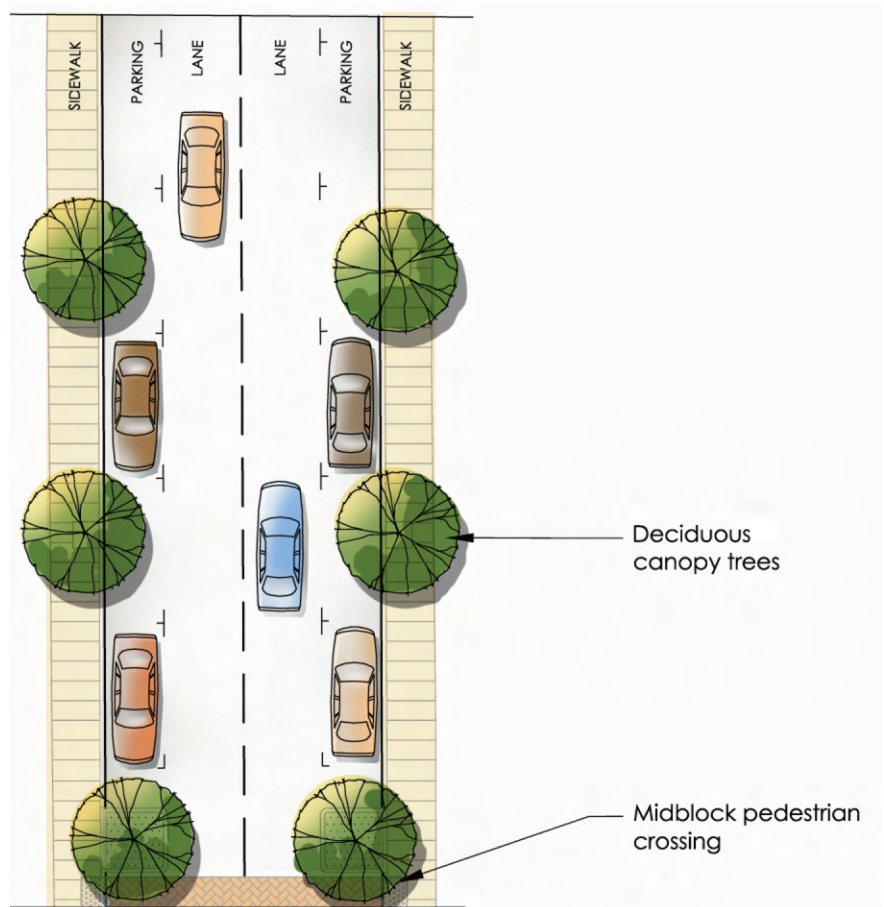 SIDEWALK
PARKING
LANE
LANE
PARKING
SIDEWALK
Deciduous
canopy trees
Midblock pedestrian
crossing